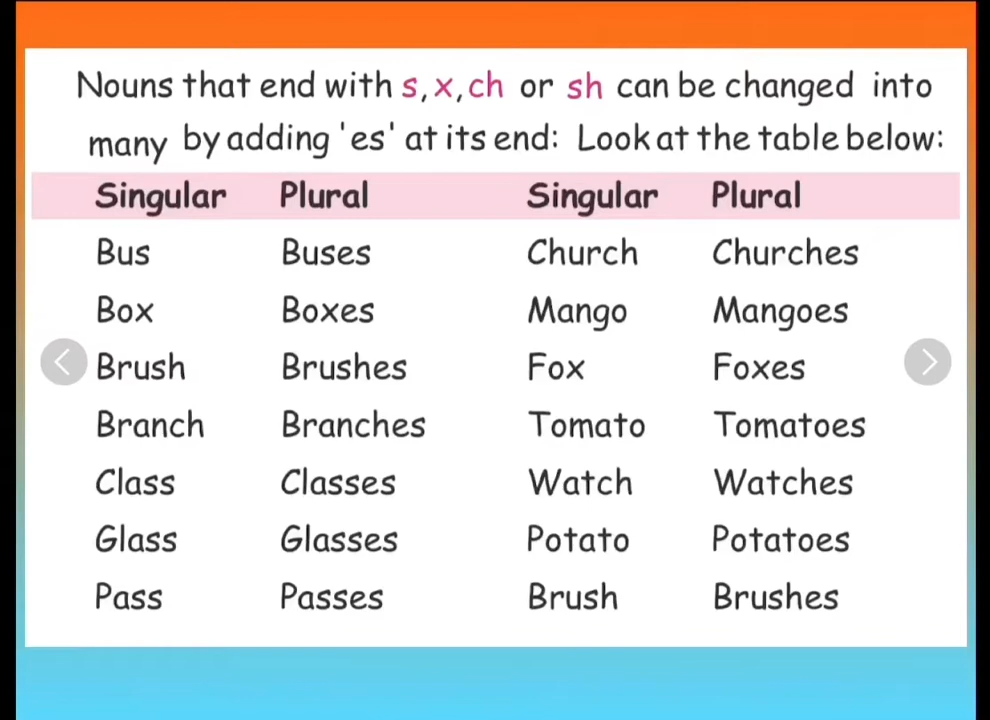 Nouns that end with s, x, ch or sh can be changed into
many by adding 'es' at its end: Look at the table below:
Singular Plural Singular Plural
Bus Buses Church Churches
Box Boxes Mango Mangoes
Brush Brushes Fox Foxes
Branch Branches Tomato Tomatoes
Class Classes Watch Watches
Glass Glasses Potato Potatoes
Pass Passes Brush Brushes